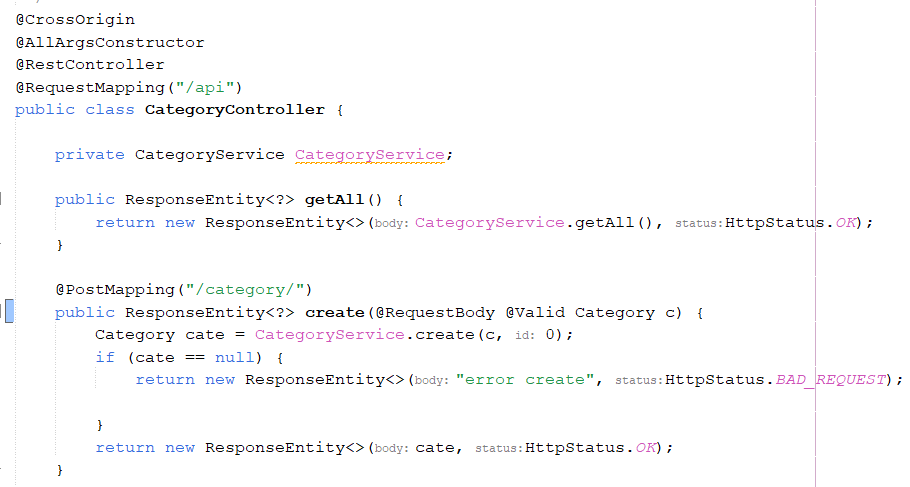 @CrossOrigin
@AllArgsConstructor
@RestController
@RequestMapping("/api")
public class CategoryController {
private CategoryService CategoryService;
public ResponseEntity<?> getAll() {
return new ResponseEntity<>(body: CategoryService.getAll(), status: HttpStatus.OK);
}
@PostMapping("/category/")
public ResponseEntity<?> create(@RequestBody @Valid Category c) {
Category cate = CategoryService.create(c, id: 0);
if (cate == null) {
return new ResponseEntity<>(body: "error create", status: HttpStatus.BAD_REQUEST);
}
return new ResponseEntity<>(body: cate, status: HttpStatus.OK);
}